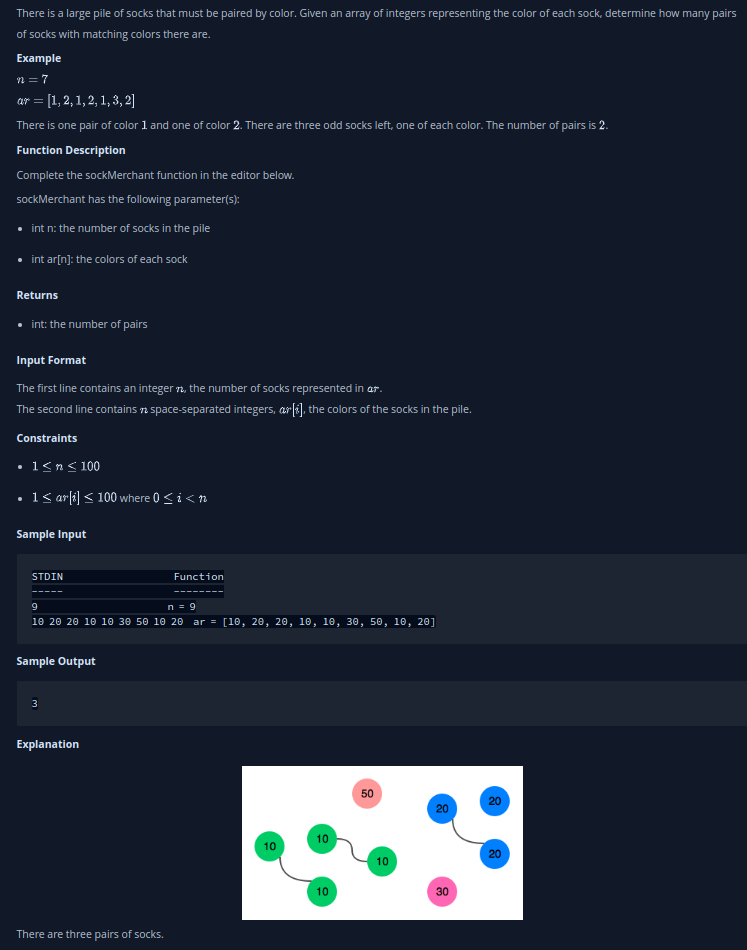 There is a large pile of socks that must be paired by color. Given an array of integers representing the color of each sock, determine how many pairs
of socks with matching colors there are.
Example
n = 7
ar = [1, 2, 1, 2, 1, 3, 2]
There is one pair of color 1 and one of color 2. There are three odd socks left, one of each color. The number of pairs is 2.
Function Description
Complete the sockMerchant function in the editor below.
sockMerchant has the following parameter(s):
• int n: the number of socks in the pile
• int ar[n]: the colors of each sock
Returns
• int: the number of pairs
Input Format
The first line contains an integer n, the number of socks represented in ar.
The second line contains n space-separated integers, ar[i], the colors of the socks in the pile.
Constraints
• 1 ≤ n ≤ 100
• 1 ≤ ar[i] ≤ 100 where 0 ≤ i < n
Sample Input
STDIN Function
----- --------
9 n = 9
10 20 20 10 10 30 50 10 20 ar = [10, 20, 20, 10, 10, 30, 50, 10, 20]
Sample Output
3
Explanation
50
20 20
10 10 10 20
10 30
There are three pairs of socks.